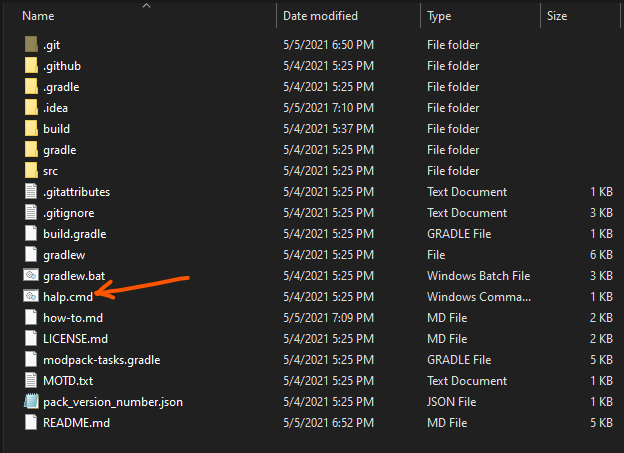 Name Date modified Type Size
.git 5/5/2021 6:50 PM File folder
.github 5/4/2021 5:25 PM File folder
.gradle 5/4/2021 5:25 PM File folder
.idea 5/5/2021 7:10 PM File folder
build 5/4/2021 5:37 PM File folder
gradle 5/4/2021 5:25 PM File folder
src 5/4/2021 5:25 PM File folder
.gitattributes 5/4/2021 5:25 PM Text Document 1 KB
.gitignore 5/4/2021 5:25 PM Text Document 3 KB
build.gradle 5/4/2021 5:25 PM GRADLE File 1 KB
gradlew 5/4/2021 5:25 PM File 6 KB
gradlew.bat 5/4/2021 5:25 PM Windows Batch File 3 KB
halp.cmd 5/4/2021 5:25 PM Windows Comma... 1 KB
how-to.md 5/5/2021 7:09 PM MD File 2 KB
LICENSE.md 5/4/2021 5:25 PM MD File 2 KB
modpack-tasks.gradle 5/4/2021 5:25 PM GRADLE File 5 KB
MOTD.txt 5/4/2021 5:25 PM Text Document 1 KB
pack_version_number.json 5/4/2021 5:25 PM JSON File 1 KB
README.md 5/5/2021 6:52 PM MD File 5 KB